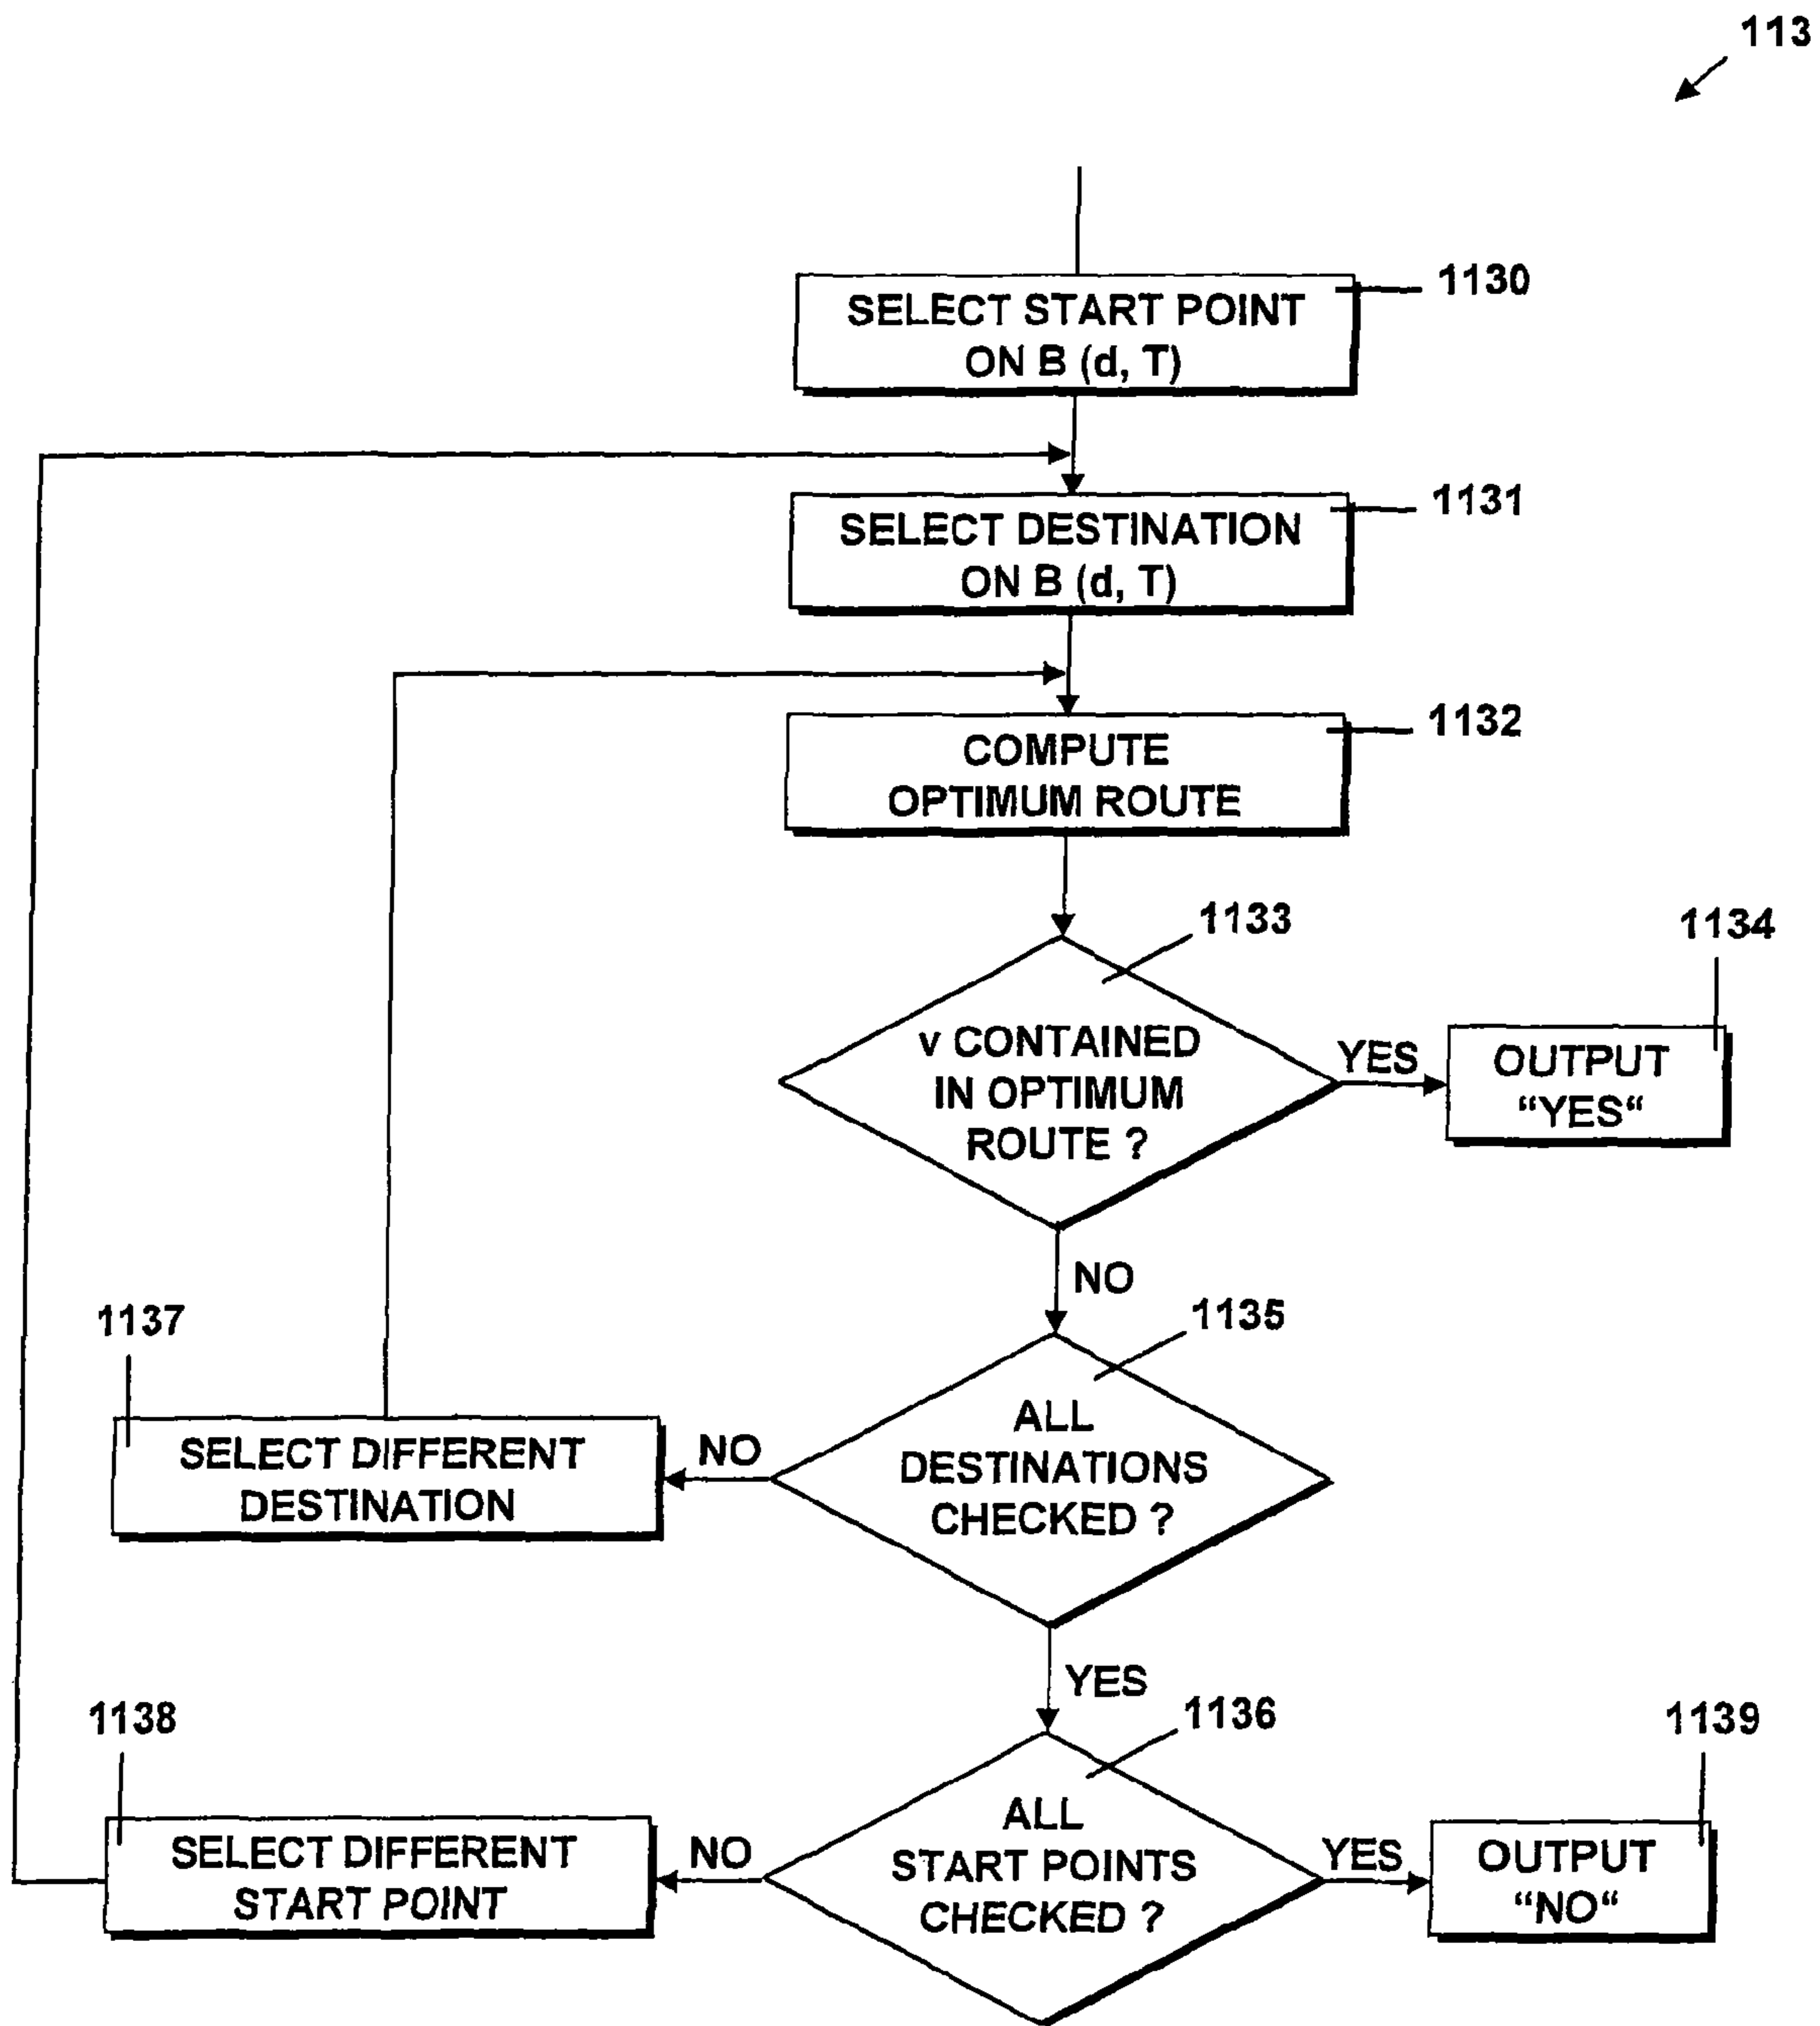 113
1130
SELECT START POINT
ON B (d, T)
1131
SELECT DESTINATION
ON B (d, T)
1132
COMPUTE
OPTIMUM ROUTE
1133
1134
v CONTAINED
IN OPTIMUM
ROUTE ?
YES
OUTPUT
“YES“
NO
1137
1135
SELECT DIFFERENT
DESTINATION
NO
ALL
DESTINATIONS
CHECKED ?
YES
1138
1136
1139
SELECT DIFFERENT
START POINT
NO
ALL
START POINTS
CHECKED ?
YES
OUTPUT
“NO“